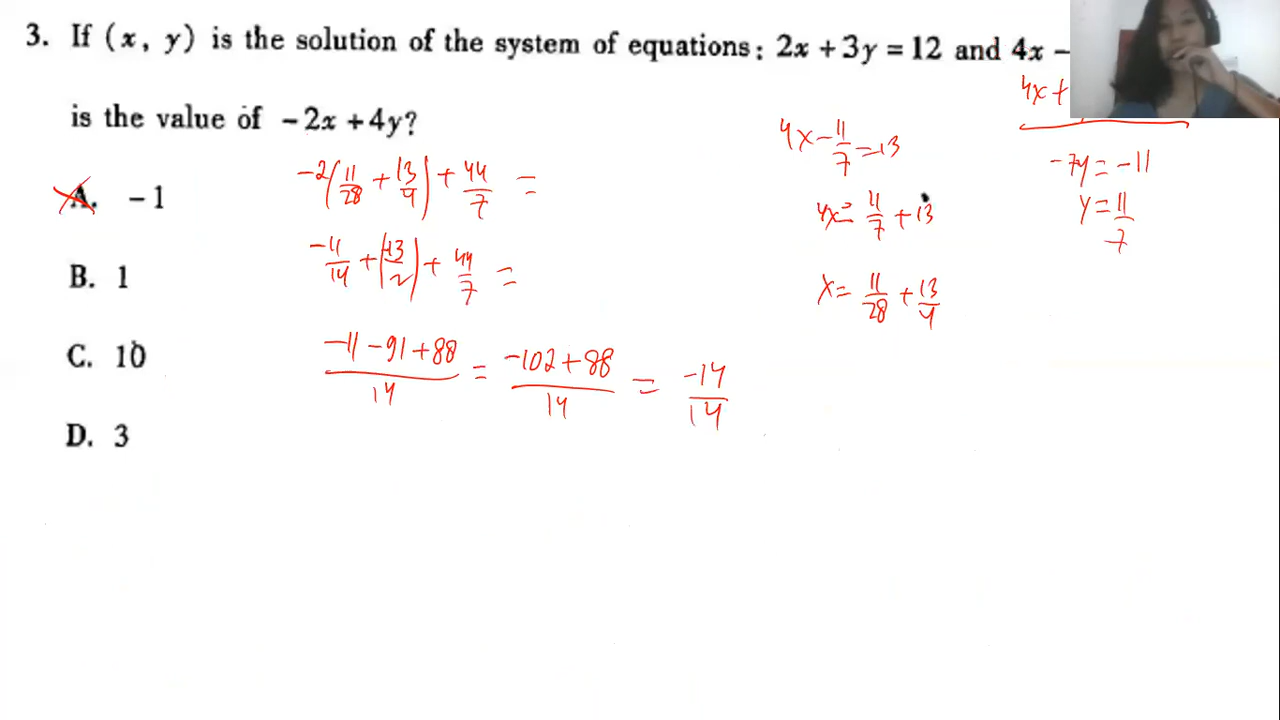 3. If (x, y) is the solution of the system of equations: 2x + 3y = 12 and 4x -
4x +
is the value of -2x + 4y?
A. -1
B. 1
C. 10
D. 3
-2(11/28 + 13/4) + 44/7 =
-11/14 + (13/2) + 44/7 =
-11 - 91 + 88 / 14 = -102 + 88 / 14 = -14/14
4x - 11/7 = 13
4x = 11/7 + 13
x = 11/28 + 13/4
-7y = -11
y = 11/7